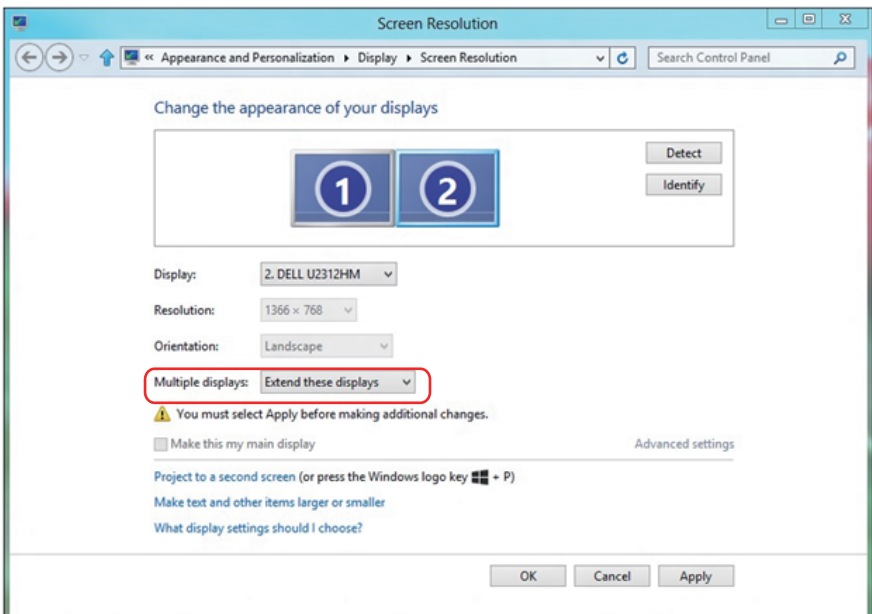 Screen Resolution
« Appearance and Personalization Display Screen Resolution Search Control Panel
Change the appearance of your displays
1 2
Detect
Identify
Display: 2. DELL U2312HM
Resolution: 1366 × 768
Orientation: Landscape
Multiple displays: Extend these displays
You must select Apply before making additional changes.
Make this my main display Advanced settings
Project to a second screen (or press the Windows logo key + P)
Make text and other items larger or smaller
What display settings should I choose?
OK Cancel Apply